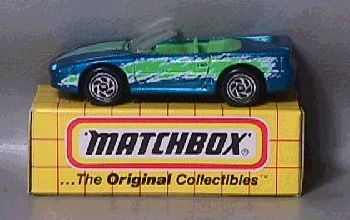 MATCHBOX
...The Original Collectibles